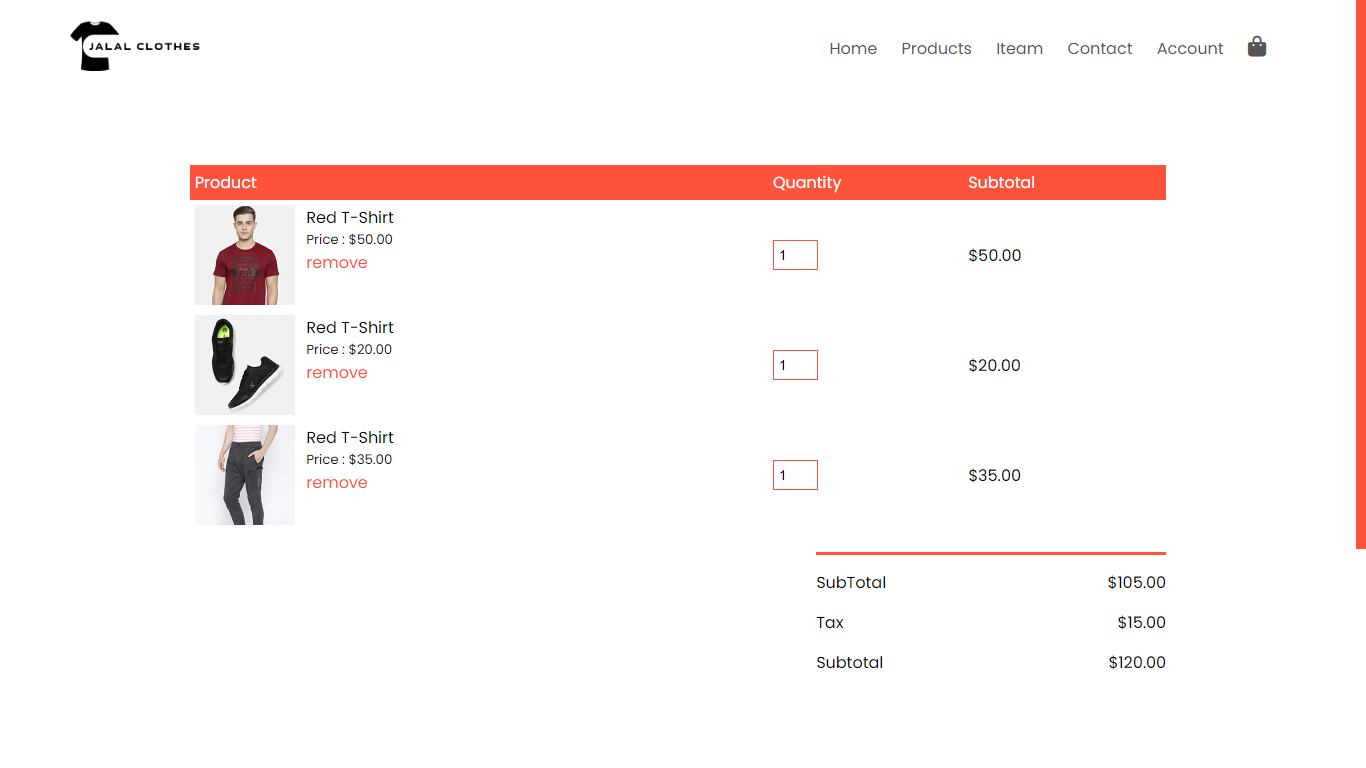 JALAL CLOTHES
Home Products Iteam Contact Account
Product Quantity Subtotal
Red T-Shirt
Price : $50.00
remove
1 $50.00
Red T-Shirt
Price : $20.00
remove
1 $20.00
Red T-Shirt
Price : $35.00
remove
1 $35.00
SubTotal $105.00
Tax $15.00
Subtotal $120.00